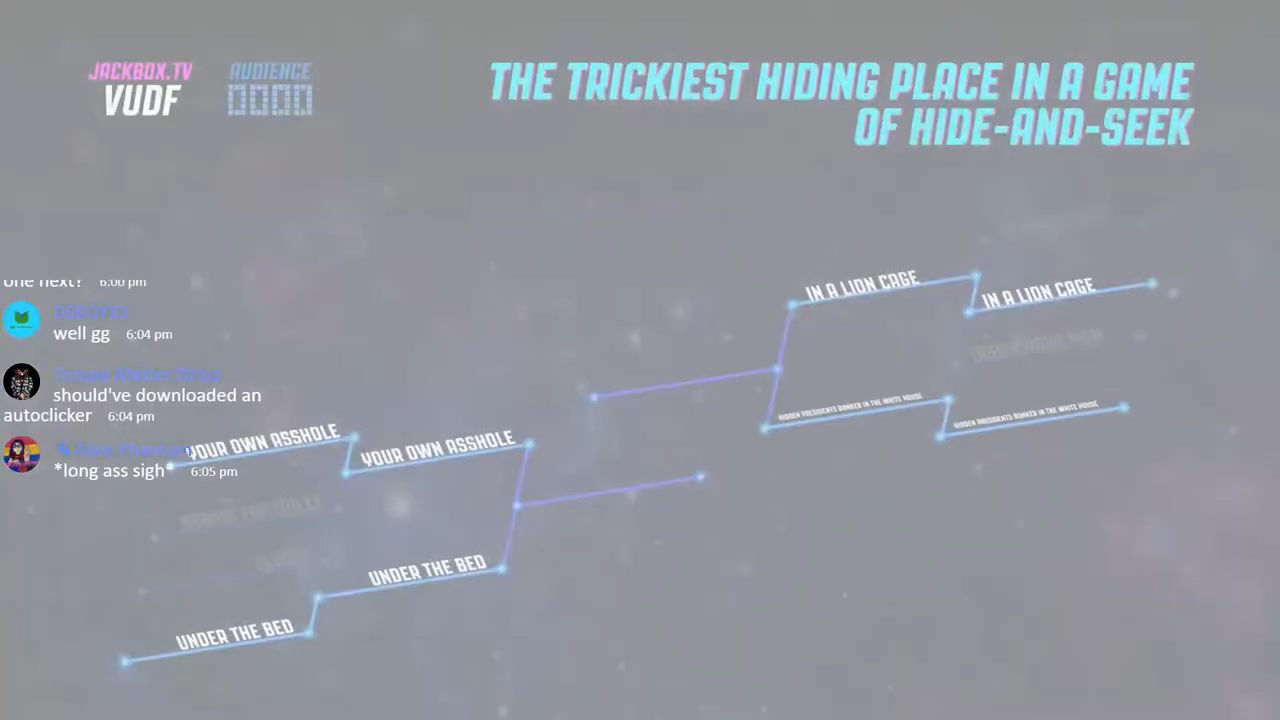 JACKBOX.TV
VUDF
AUDIENCE
THE TRICKIEST HIDING PLACE IN A GAME
OF HIDE-AND-SEEK
one next? 6:00 pm
well gg 6:04 pm
should've downloaded an
autoclicker 6:04 pm
*long ass sigh* 6:05 pm
YOUR OWN ASSHOLE
YOUR OWN ASSHOLE
UNDER THE BED
UNDER THE BED
IN A LION CAGE
IN A LION CAGE
HIDDEN PRESIDENTS BUNKER IN THE WHITE HOUSE
HIDDEN PRESIDENTS BUNKER IN THE WHITE HOUSE